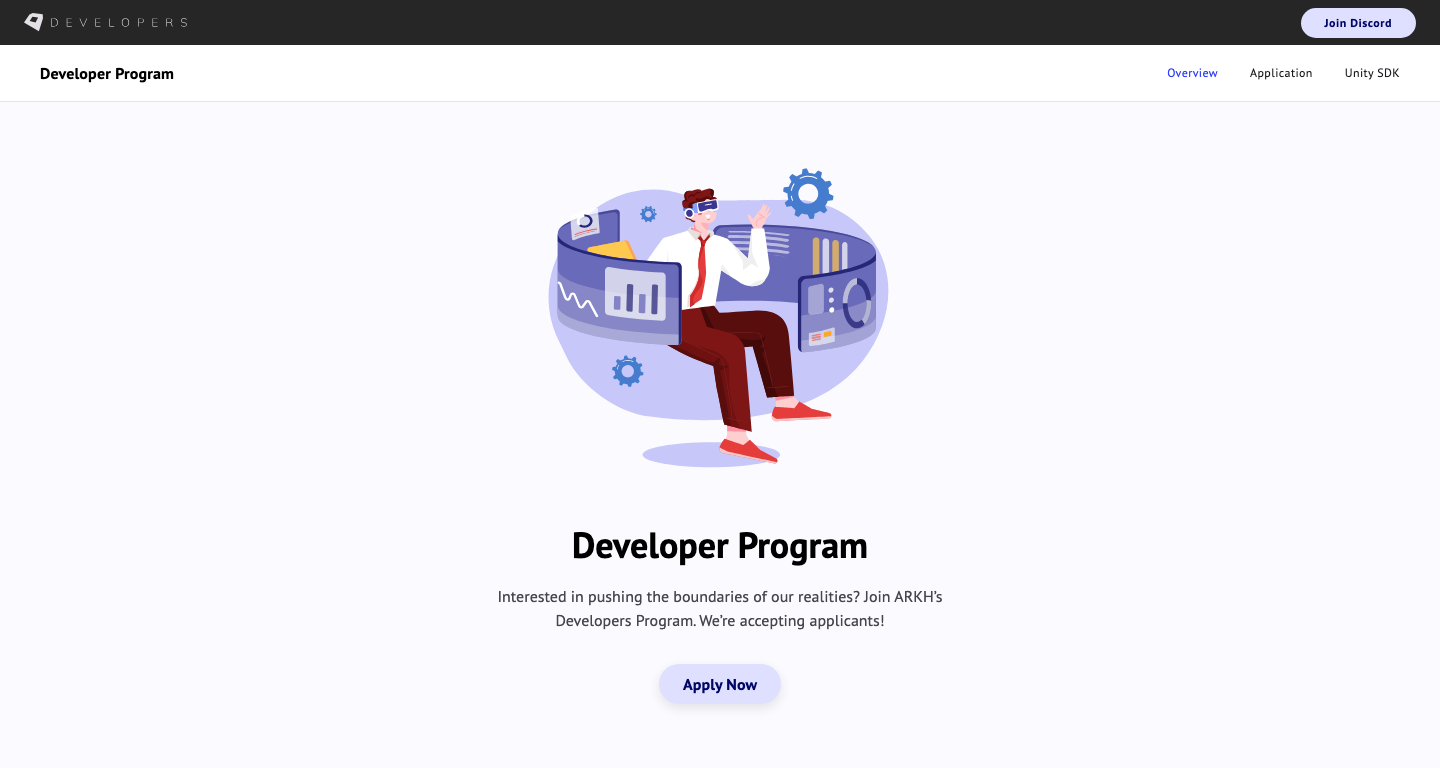 DEVELOPERS
Join Discord
Developer Program
Overview
Application
Unity SDK
Developer Program
Interested in pushing the boundaries of our realities? Join ARKH’s
Developers Program. We’re accepting applicants!
Apply Now